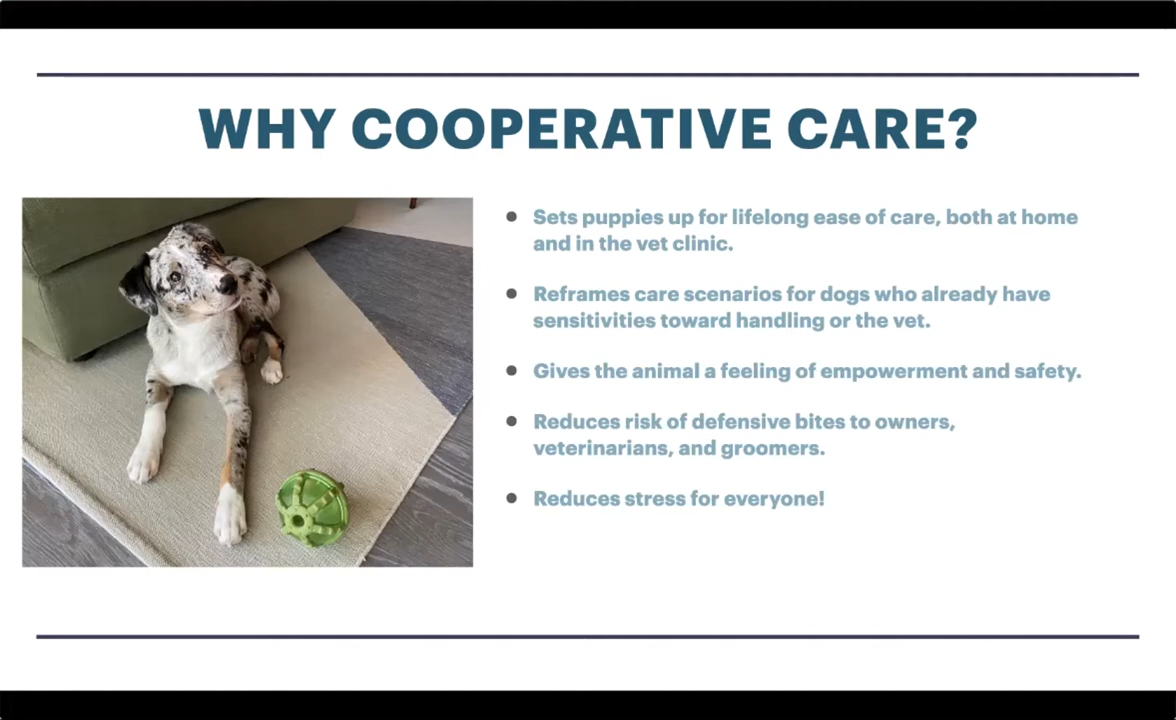 WHY COOPERATIVE CARE?
Sets puppies up for lifelong ease of care, both at home
and in the vet clinic.
Reframes care scenarios for dogs who already have
sensitivities toward handling or the vet.
Gives the animal a feeling of empowerment and safety.
Reduces risk of defensive bites to owners,
veterinarians, and groomers.
Reduces stress for everyone!